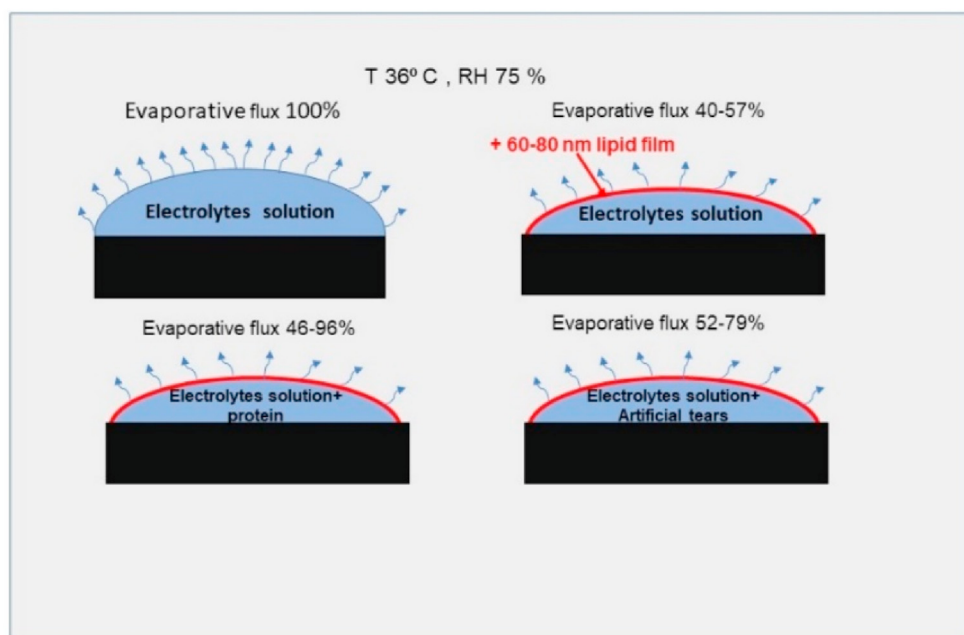 T 36º C , RH 75 %
Evaporative flux 100%
Evaporative flux 40-57%
+ 60-80 nm lipid film
Electrolytes solution
Electrolytes solution
Evaporative flux 46-96%
Evaporative flux 52-79%
Electrolytes solution+
protein
Electrolytes solution+
Artificial tears